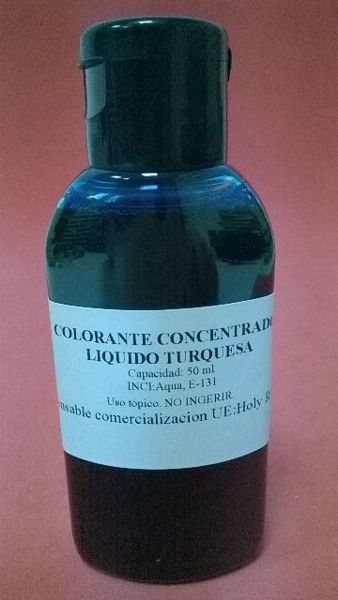 COLORANTE CONCENTRADO
LIQUIDO TURQUESA
Capacidad: 50 ml
INCI:Aqua, E-131
Uso tópico. NO INGERIR.
comercializacion UE:Holy